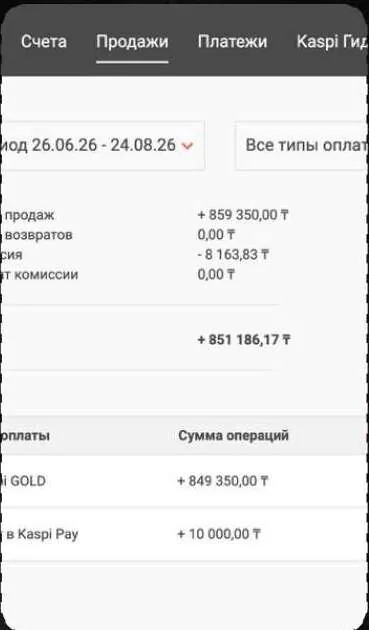 Счета Продажи Платежи Kaspi Гид
иод 26.06.26 - 24.08.26 Все типы оплат
продаж + 859 350,00 ₸
возвратов 0,00 ₸
сия - 8 163,83 ₸
ат комиссии 0,00 ₸
+ 851 186,17 ₸
оплаты Сумма операций
i GOLD + 849 350,00 ₸
в Kaspi Pay + 10 000,00 ₸